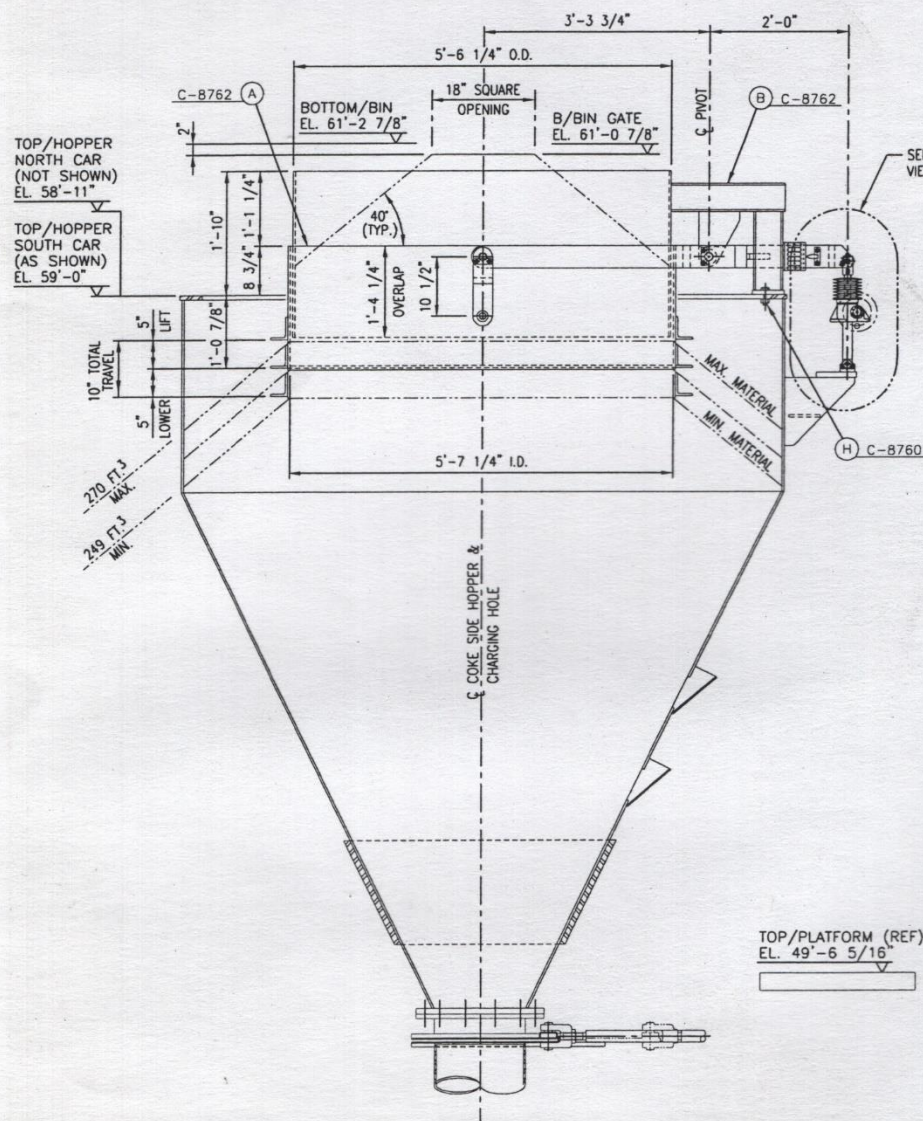 3'-3 3/4"
2'-0"
5'-6 1/4" O.D.
C-8762
A
18" SQUARE
OPENING
℄ PIVOT
B
C-8762
BOTTOM/BIN
EL. 61'-2 7/8"
B/BIN GATE
EL. 61'-0 7/8"
2"
TOP/HOPPER
NORTH CAR
(NOT SHOWN)
EL. 58'-11"
TOP/HOPPER
SOUTH CAR
(AS SHOWN)
EL. 59'-0"
1'-10"
1'-1 1/4"
8 3/4"
40°
(TYP.)
1'-4 1/4"
OVERLAP
10 1/2"
1'-0 7/8"
5"
LIFT
10" TOTAL
TRAVEL
5"
LOWER
MAX. MATERIAL
MIN. MATERIAL
H
C-8760
5'-7 1/4" I.D.
270 FT.3
MAX.
249 FT.3
MIN.
℄ COKE SIDE HOPPER &
CHARGING HOLE
TOP/PLATFORM (REF)
EL. 49'-6 5/16"